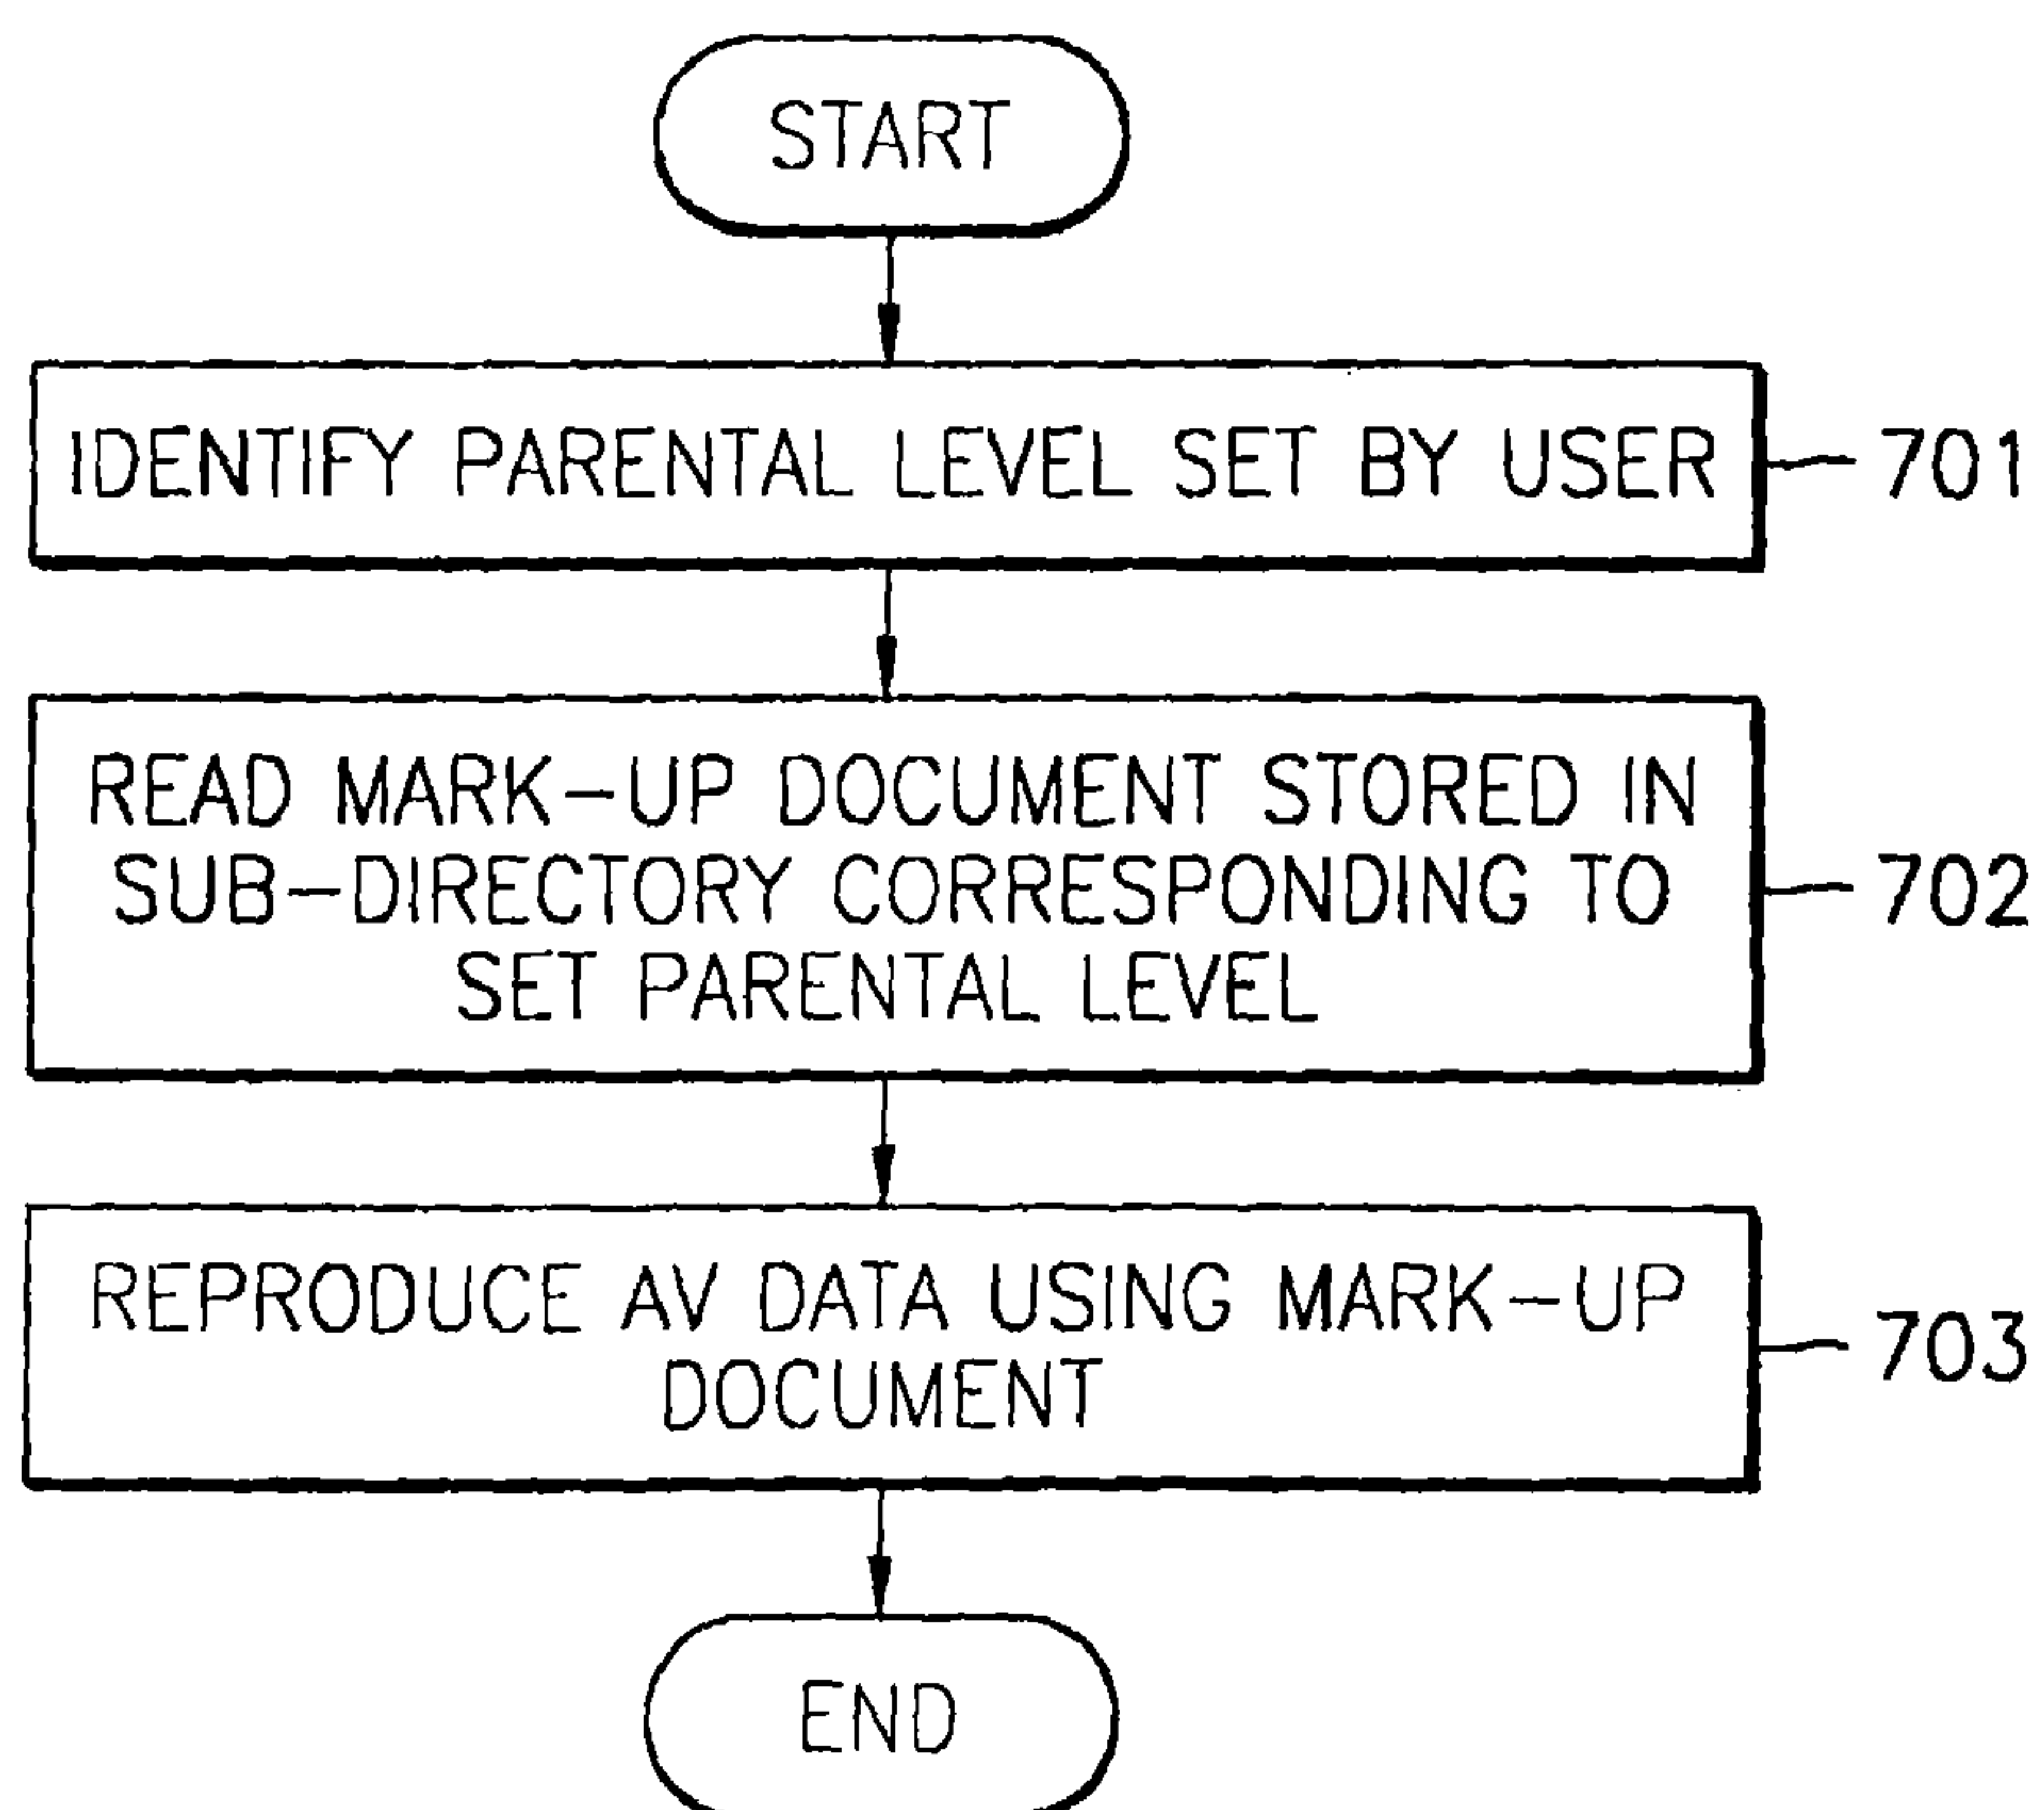 START
IDENTIFY PARENTAL LEVEL SET BY USER
701
READ MARK-UP DOCUMENT STORED IN
SUB-DIRECTORY CORRESPONDING TO
SET PARENTAL LEVEL
702
REPRODUCE AV DATA USING MARK-UP
DOCUMENT
703
END